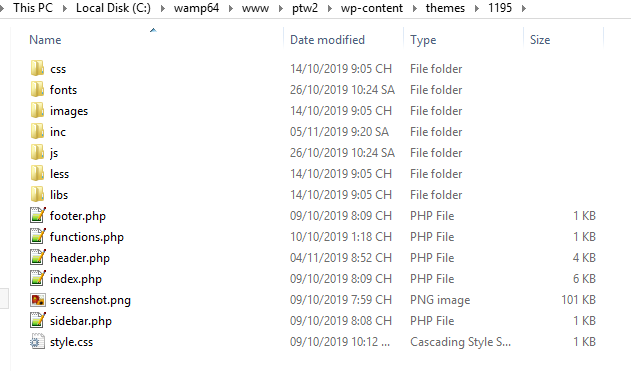 This PC > Local Disk (C:) > wamp64 > www > ptw2 > wp-content > themes > 1195 >
Name Date modified Type Size
css 14/10/2019 9:05 CH File folder
fonts 26/10/2019 10:24 SA File folder
images 14/10/2019 9:05 CH File folder
inc 05/11/2019 9:20 SA File folder
js 26/10/2019 10:24 SA File folder
less 14/10/2019 9:05 CH File folder
libs 14/10/2019 9:05 CH File folder
footer.php 09/10/2019 8:09 CH PHP File 1 KB
functions.php 10/10/2019 1:18 CH PHP File 1 KB
header.php 04/11/2019 8:52 CH PHP File 4 KB
index.php 09/10/2019 8:09 CH PHP File 6 KB
screenshot.png 09/10/2019 7:59 CH PNG image 101 KB
sidebar.php 09/10/2019 8:08 CH PHP File 1 KB
style.css 09/10/2019 10:12 ... Cascading Style S... 1 KB